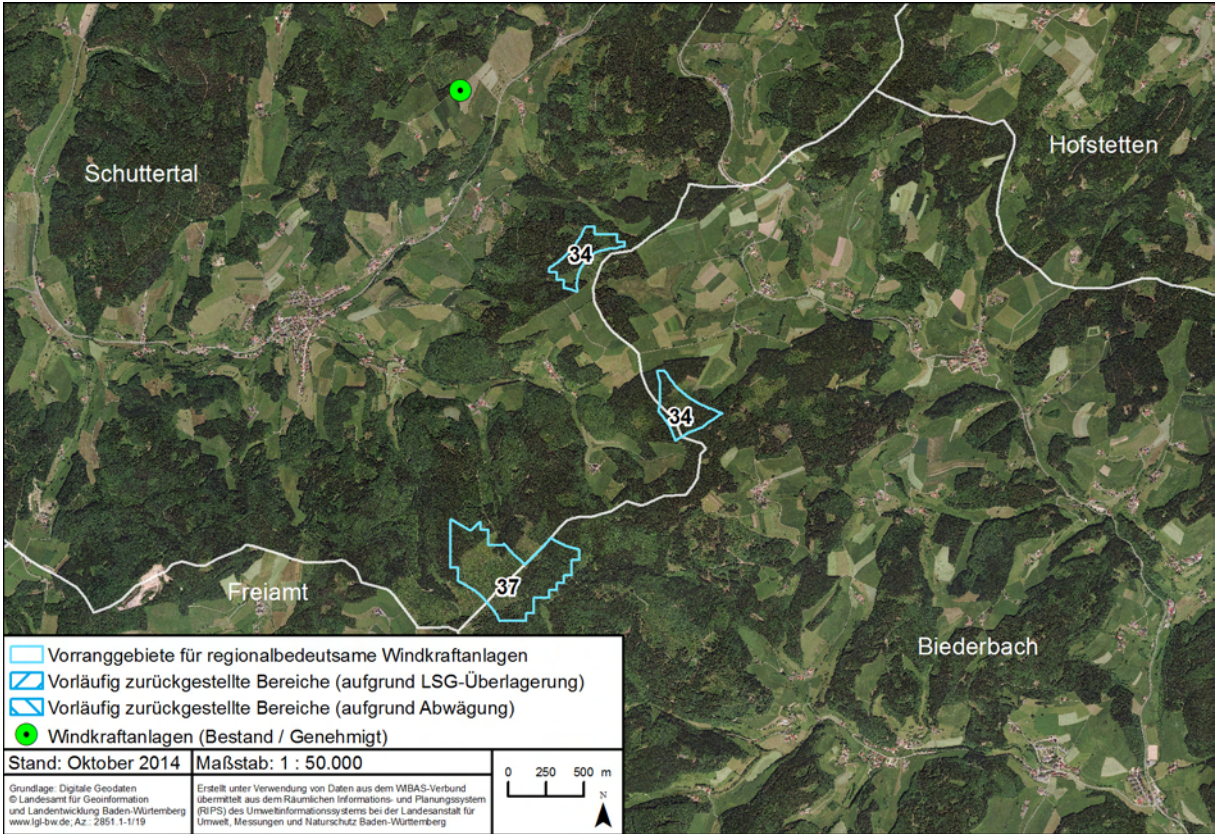 Schuttertal
Hofstetten
34
34
37
Freiamt
Biederbach
Vorranggebiete für regionalbedeutsame Windkraftanlagen
Vorläufig zurückgestellte Bereiche (aufgrund LSG-Überlagerung)
Vorläufig zurückgestellte Bereiche (aufgrund Abwägung)
Windkraftanlagen (Bestand / Genehmigt)
Stand: Oktober 2014
Maßstab: 1 : 50.000
0 250 500 m
N
Grundlage: Digitale Geodaten
© Landesamt für Geoinformation
und Landentwicklung Baden-Würtemberg
www.lgl-bw.de; Az.: 2851.1-1/19
Erstellt unter Verwendung von Daten aus dem WIBAS-Verbund
übermittelt aus dem Räumlichen Informations- und Planungssystem
(RIPS) des Umweltinformationssystems bei der Landesanstalt für
Umwelt, Messungen und Naturschutz Baden-Württemberg